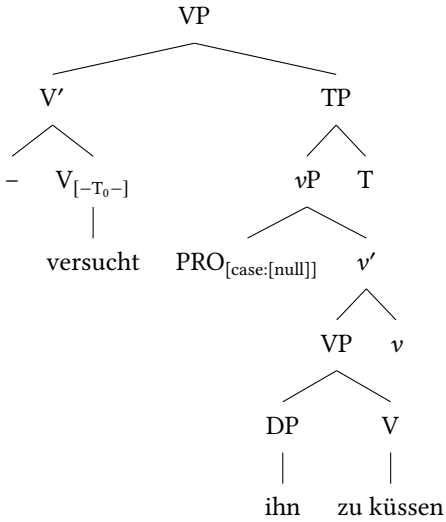 VP
V′ TP
– V[−T₀−] vP T
versucht PRO[case:[null]] v′
VP v
DP V
ihn zu küssen